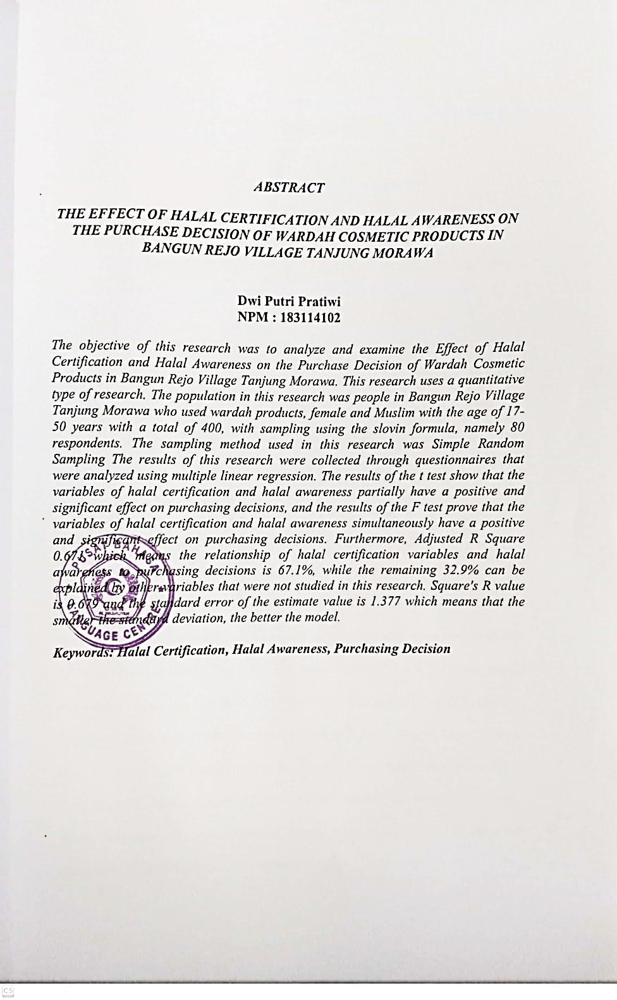 ABSTRACT
THE EFFECT OF HALAL CERTIFICATION AND HALAL AWARENESS ON
THE PURCHASE DECISION OF WARDAH COSMETIC PRODUCTS IN
BANGUN REJO VILLAGE TANJUNG MORAWA
Dwi Putri Pratiwi
NPM : 183114102
The objective of this research was to analyze and examine the Effect of Halal
Certification and Halal Awareness on the Purchase Decision of Wardah Cosmetic
Products in Bangun Rejo Village Tanjung Morawa. This research uses a quantitative
type of research. The population in this research was people in Bangun Rejo Village
Tanjung Morawa who used wardah products, female and Muslim with the age of 17-
50 years with a total of 400, with sampling using the slovin formula, namely 80
respondents. The sampling method used in this research was Simple Random
Sampling The results of this research were collected through questionnaires that
were analyzed using multiple linear regression. The results of the t test show that the
variables of halal certification and halal awareness partially have a positive and
significant effect on purchasing decisions, and the results of the F test prove that the
variables of halal certification and halal awareness simultaneously have a positive
and significant effect on purchasing decisions. Furthermore, Adjusted R Square
0.671 which means the relationship of halal certification variables and halal
awareness to purchasing decisions is 67.1%, while the remaining 32.9% can be
explained by other variables that were not studied in this research. Square's R value
is 0.679 and the standard error of the estimate value is 1.377 which means that the
smaller the standard deviation, the better the model.
Keywords: Halal Certification, Halal Awareness, Purchasing Decision
PUSAT BAHASA
LANGUAGE CENTRE
CS